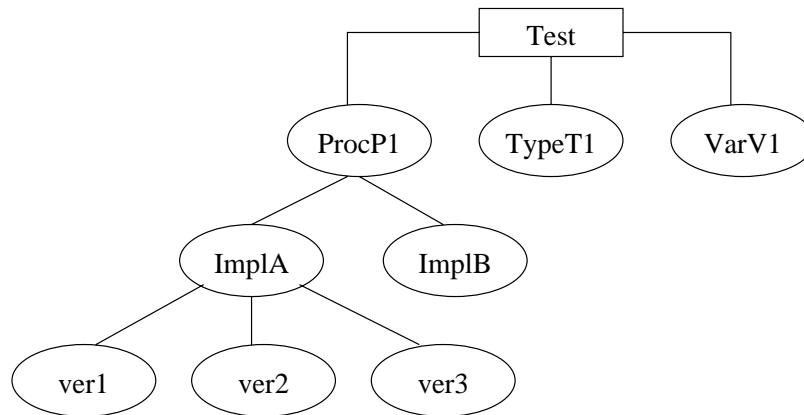 Test
ProcP1
TypeT1
VarV1
ImplA
ImplB
ver1
ver2
ver3